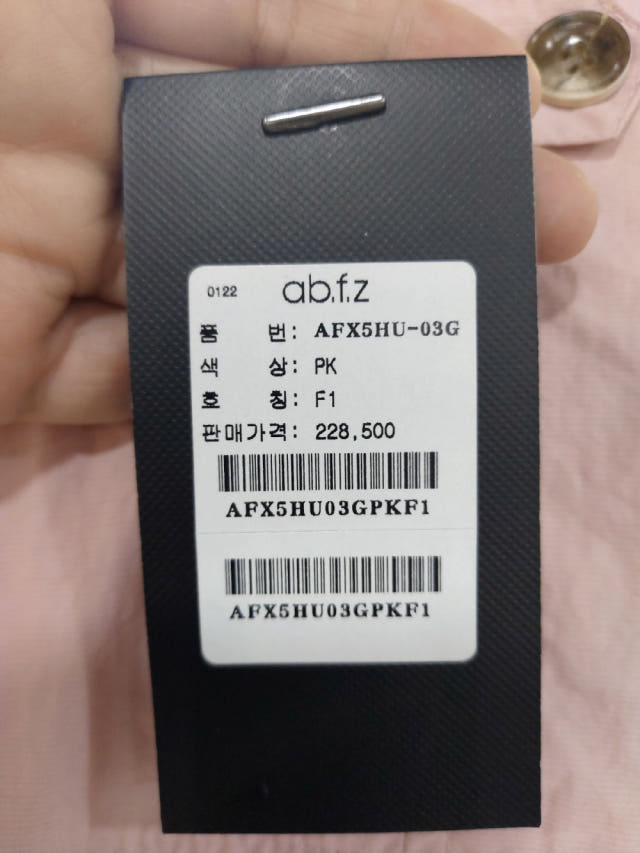 0122 ab.f.z
품 번: AFX5HU-03G
색 상: PK
호 칭: F1
판매가격: 228,500
AFX5HU03GPKF1
AFX5HU03GPKF1